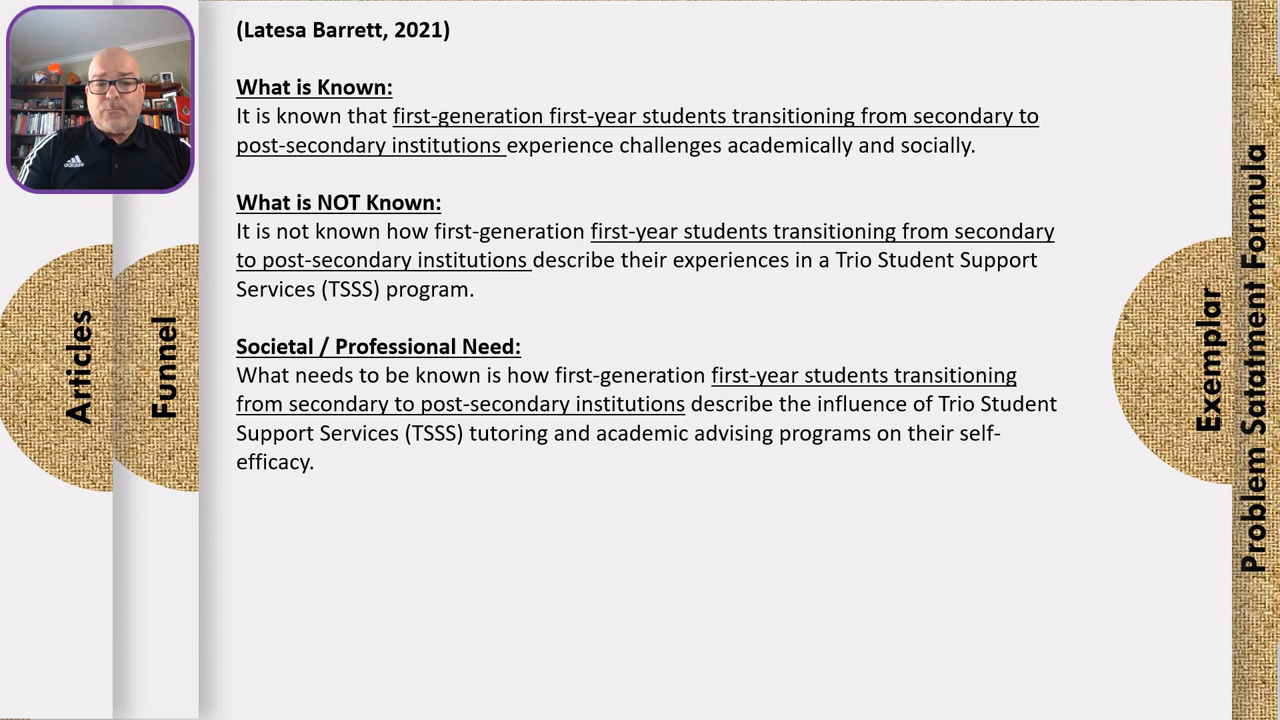 (Latesa Barrett, 2021)
What is Known:
It is known that first-generation first-year students transitioning from secondary to
post-secondary institutions experience challenges academically and socially.
What is NOT Known:
It is not known how first-generation first-year students transitioning from secondary
to post-secondary institutions describe their experiences in a Trio Student Support
Services (TSSS) program.
Societal / Professional Need:
What needs to be known is how first-generation first-year students transitioning
from secondary to post-secondary institutions describe the influence of Trio Student
Support Services (TSSS) tutoring and academic advising programs on their self-
efficacy.
Articles
Funnel
Exemplar
Problem Satatment Formula
adidas